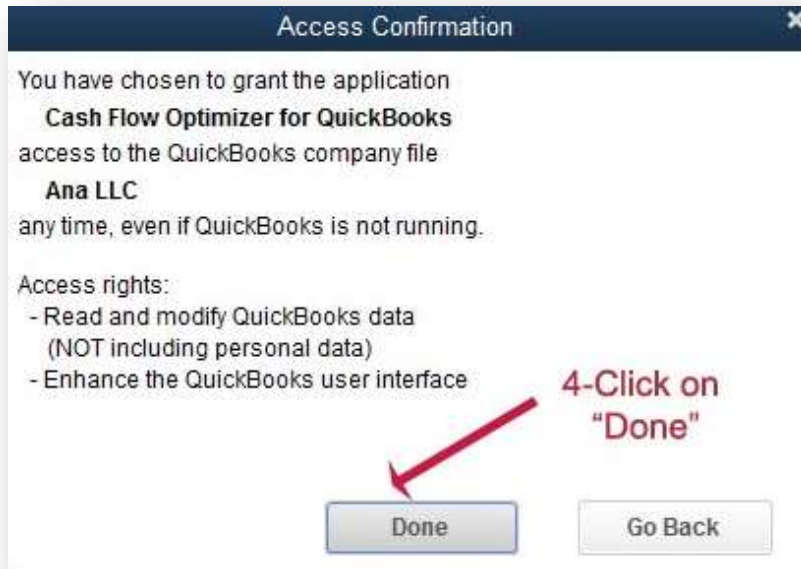 Access Confirmation
You have chosen to grant the application
Cash Flow Optimizer for QuickBooks
access to the QuickBooks company file
Ana LLC
any time, even if QuickBooks is not running.
Access rights:
- Read and modify QuickBooks data
(NOT including personal data)
- Enhance the QuickBooks user interface
4-Click on
“Done”
Done
Go Back